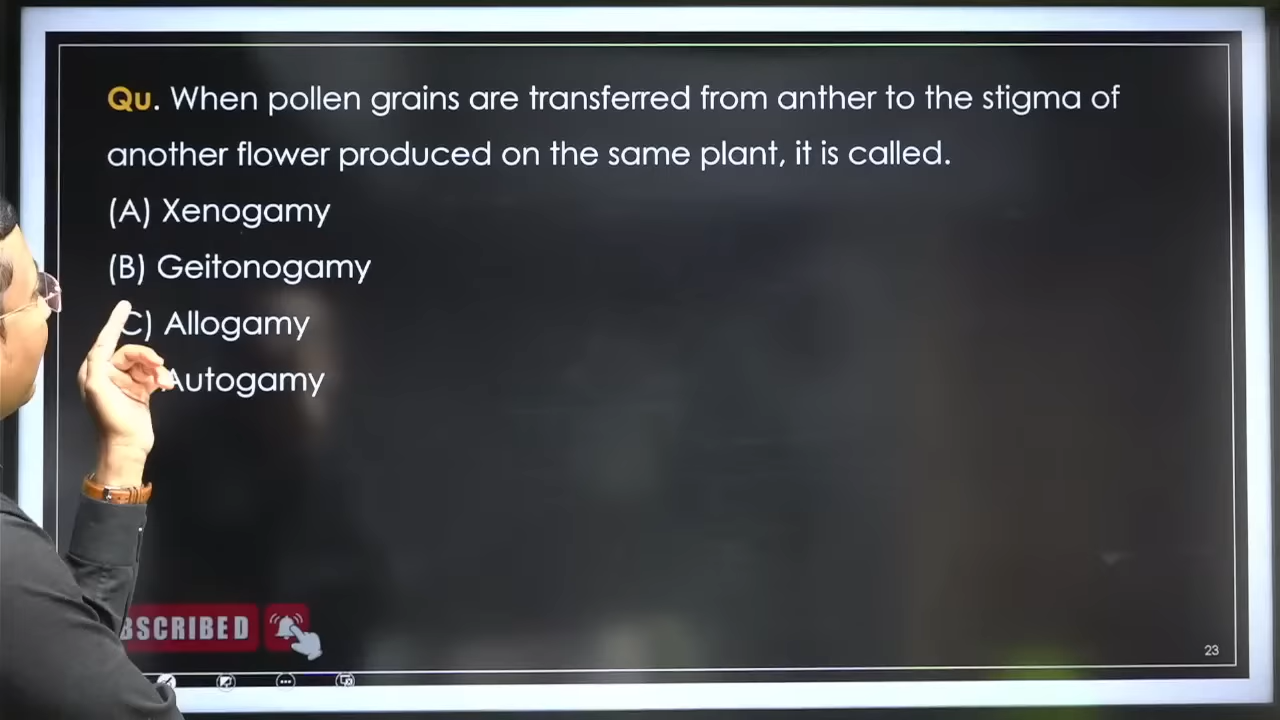 Qu. When pollen grains are transferred from anther to the stigma of
another flower produced on the same plant, it is called.
(A) Xenogamy
(B) Geitonogamy
C) Allogamy
Autogamy
BSCRIBED
23